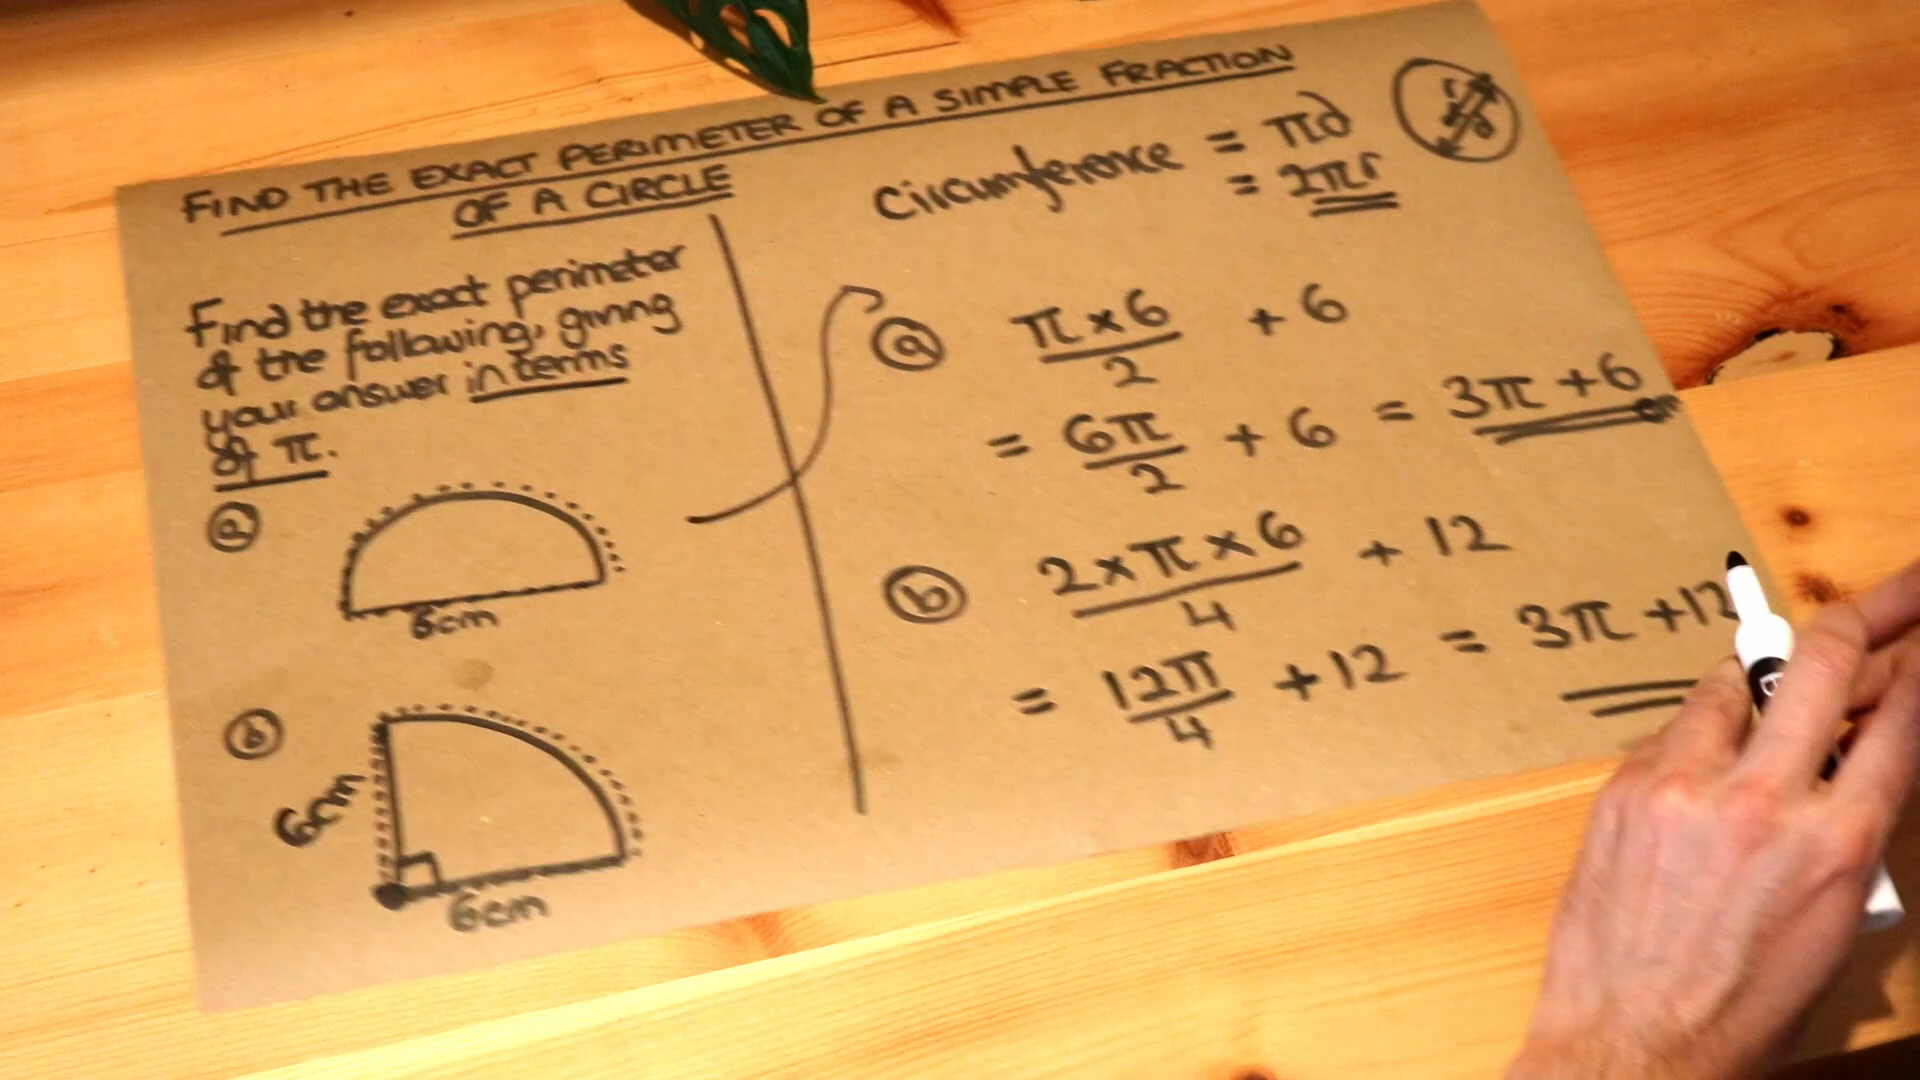 FIND THE EXACT PERIMETER OF A SIMPLE FRACTION
OF A CIRCLE
Find the exact perimeter
of the following, giving
your answer in terms
of π.
a
6cm
b
6cm
6cm
Circumference = πd
= 2πr
r
d
a π × 6 / 2 + 6
= 6π / 2 + 6 = 3π + 6
b 2 × π × 6 / 4 + 12
= 12π / 4 + 12 = 3π + 12